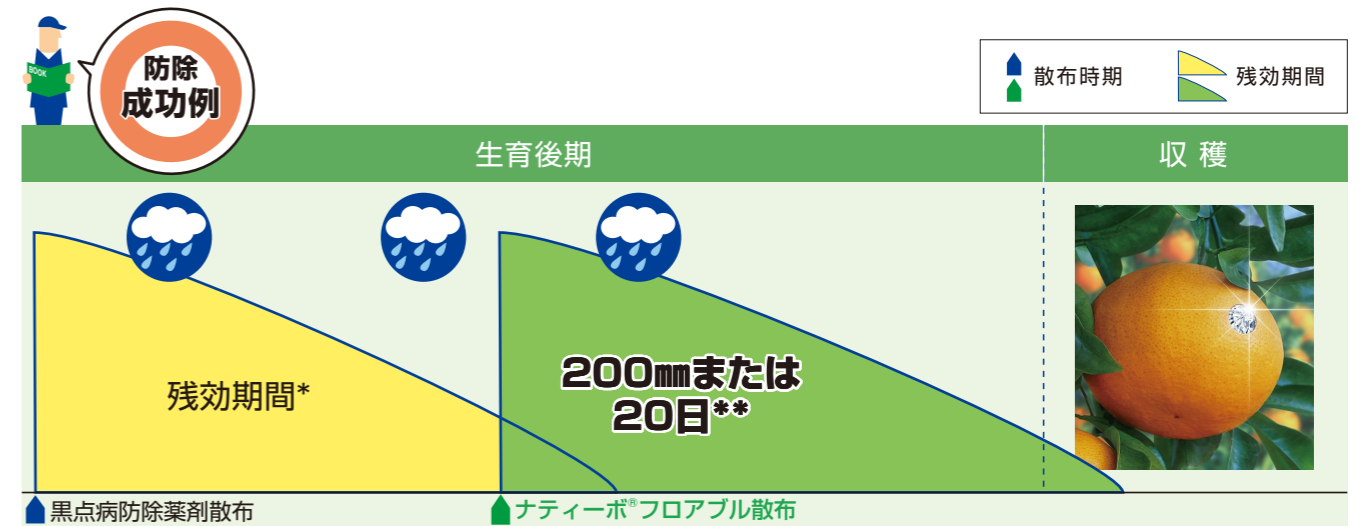 BOOK
防除
成功例
散布時期
残効期間
生育後期
収穫
残効期間*
200㎜または
20日**
黒点病防除薬剤散布
ナティーボ®フロアブル散布